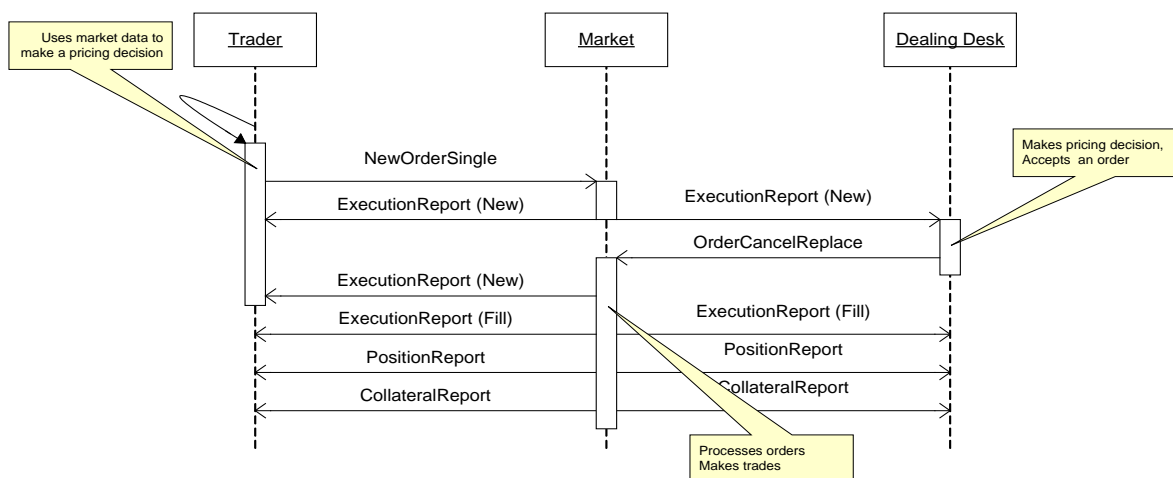 Uses market data to
make a pricing decision
Trader
Market
Dealing Desk
Makes pricing decision,
Accepts an order
NewOrderSingle
ExecutionReport (New)
ExecutionReport (New)
OrderCancelReplace
ExecutionReport (New)
ExecutionReport (Fill)
ExecutionReport (Fill)
PositionReport
PositionReport
CollateralReport
CollateralReport
Processes orders
Makes trades